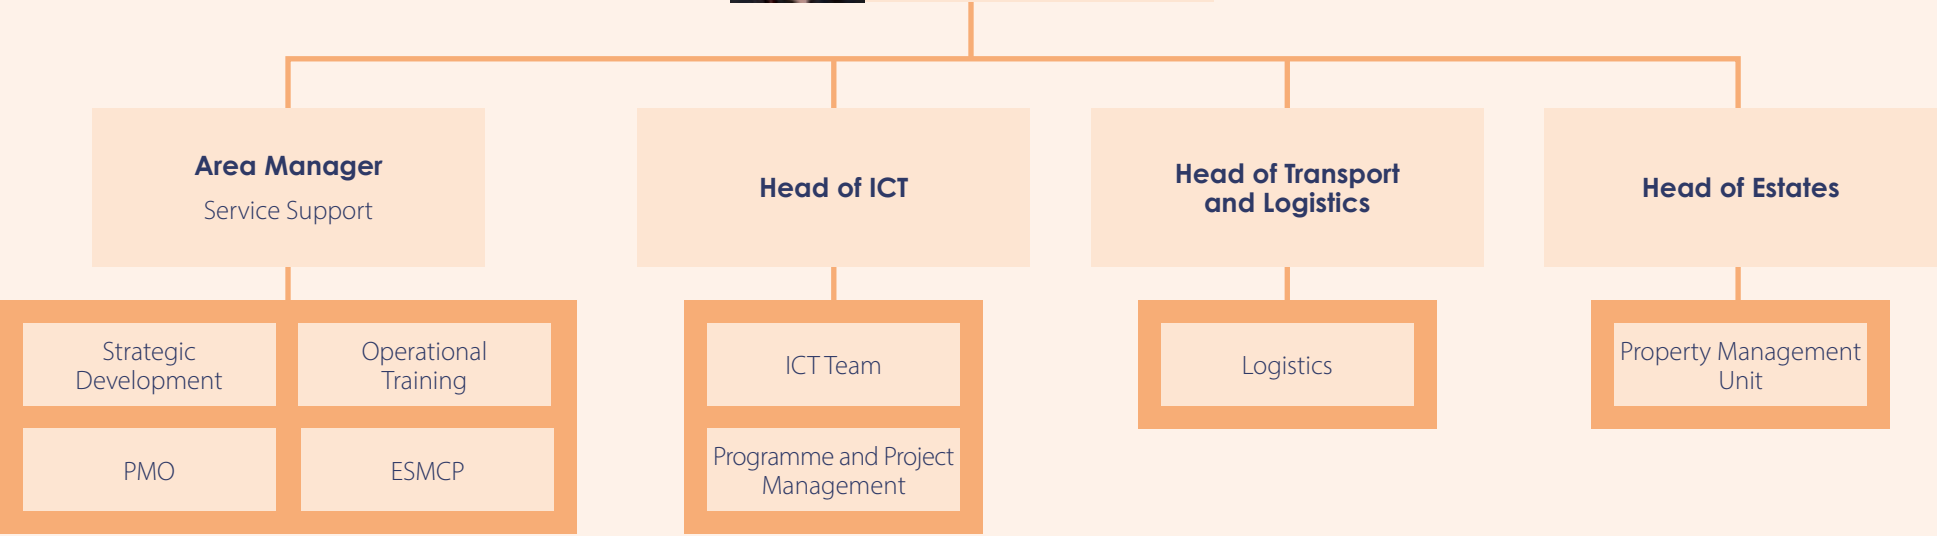 Area Manager
Service Support
Head of ICT
Head of Transport
and Logistics
Head of Estates
Strategic
Development
Operational
Training
PMO
ESMCP
ICT Team
Programme and Project
Management
Logistics
Property Management
Unit